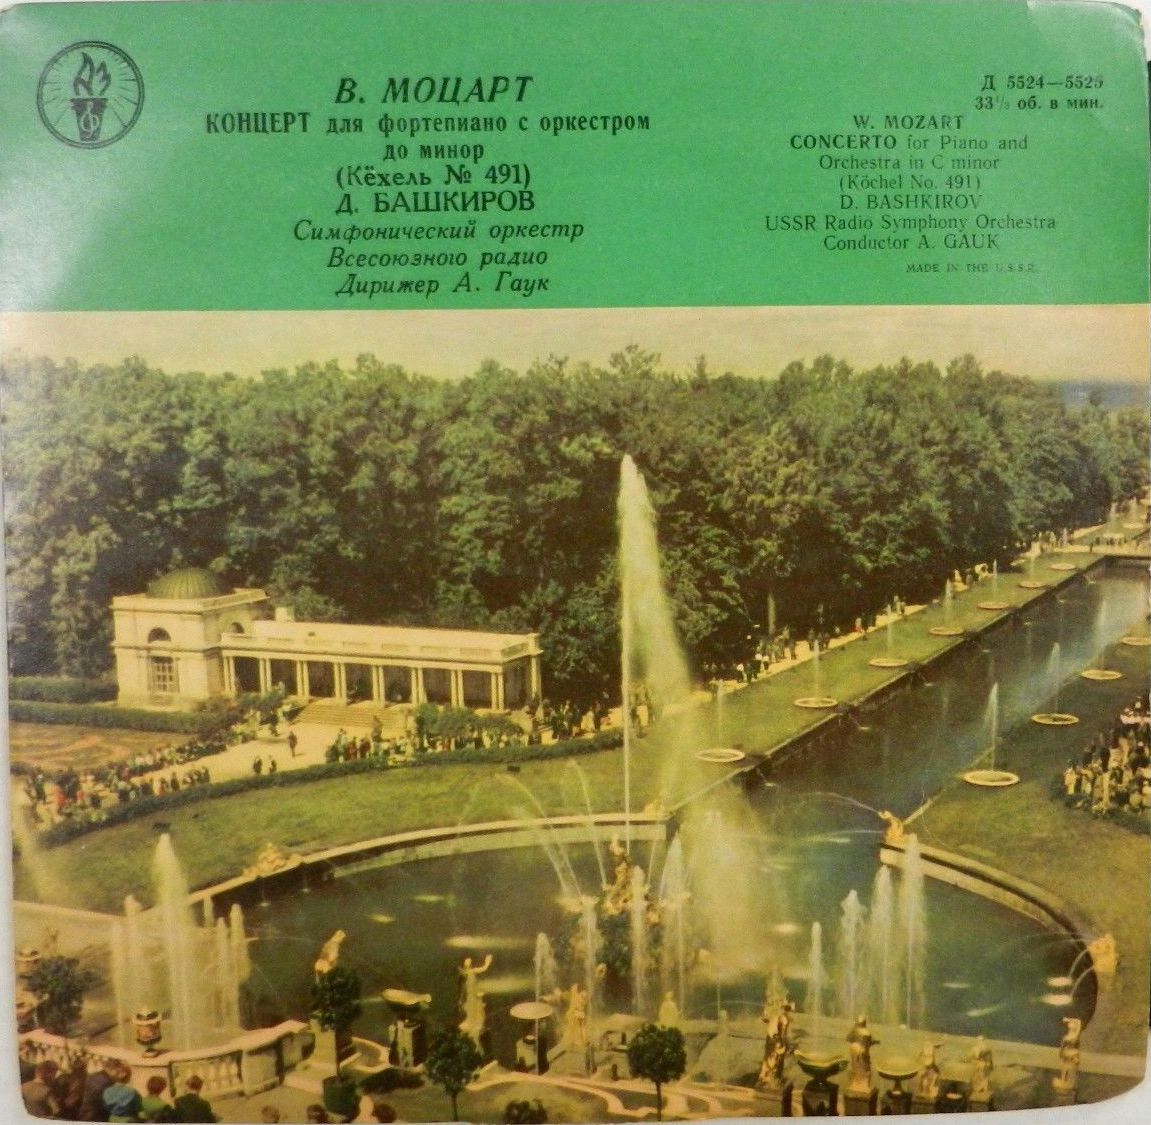 В. МОЦАРТ
КОНЦЕРТ для фортепиано с оркестром
до минор
(Кёхель № 491)
Д. БАШКИРОВ
Симфонический оркестр
Всесоюзного радио
Дирижер А. Гаук
Д 5524—5525
33⅓ об. в мин.
W. MOZART
CONCERTO for Piano and
Orchestra in C minor
(Köchel No. 491)
D. BASHKIROV
USSR Radio Symphony Orchestra
Conductor A. GAUK
MADE IN THE U.S.S.R.